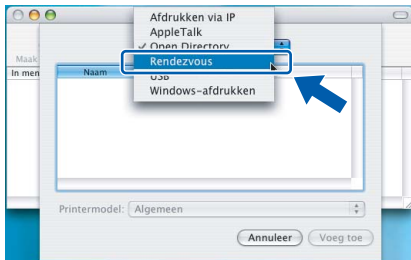 Afdrukken via IP
AppleTalk
✓ Open Directory
Rendezvous
USB
Windows-afdrukken
Maak
In men
Naam
Printermodel: Algemeen
Annuleer
Voeg toe